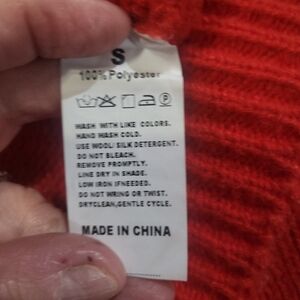 S
100% Polyester
WASH WITH LIKE COLORS.
HAND WASH COLD.
USE WOOL/ SILK DETERGENT.
DO NOT BLEACH.
REMOVE PROMPTLY.
LINE DRY IN SHADE.
LOW IRON IFNEEDED.
DO NOT WRING OR TWIST.
DRYCLEAN,GENTLE CYCLE.
MADE IN CHINA